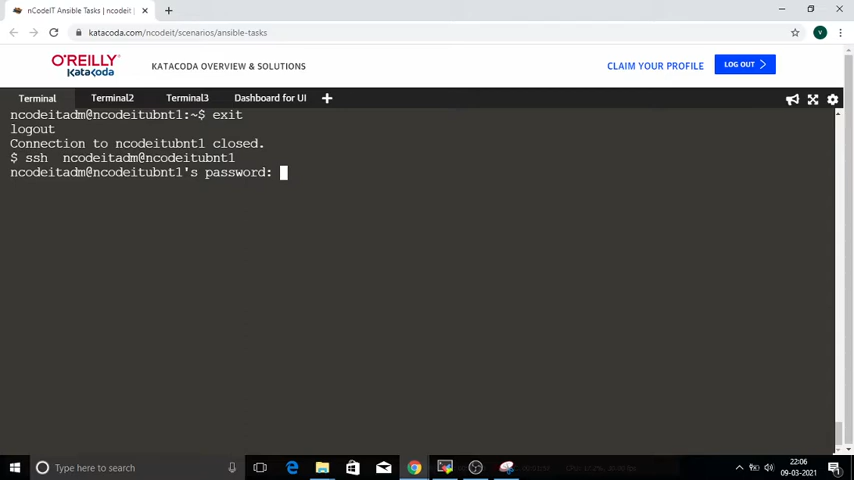 nCodeIT Ansible Tasks | ncodeit
katacoda.com/ncodeit/scenarios/ansible-tasks
V
O'REILLY
Katacoda
KATACODA OVERVIEW & SOLUTIONS
CLAIM YOUR PROFILE
LOG OUT
Terminal
Terminal2
Terminal3
Dashboard for UI
ncodeitadm@ncodeitubnt1:~$ exit
logout
Connection to ncodeitubnt1 closed.
$ ssh  ncodeitadm@ncodeitubnt1
ncodeitadm@ncodeitubnt1's password:
Type here to search
22:06
09-03-2021